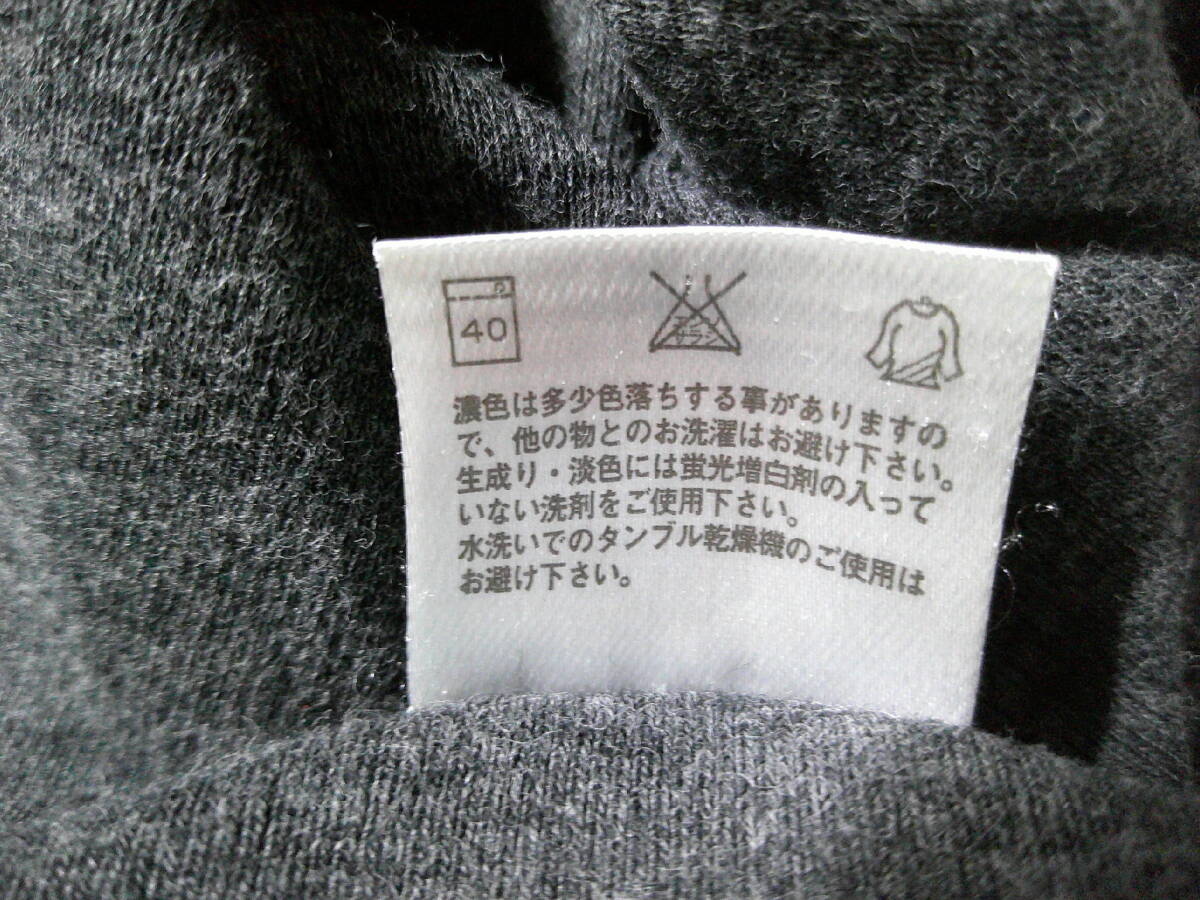 40
エンソ
サラシ
濃色は多少色落ちする事がありますの
で、他の物とのお洗濯はお避け下さい。
生成り・淡色には蛍光増白剤の入って
いない洗剤をご使用下さい。
水洗いでのタンブル乾燥機のご使用は
お避け下さい。